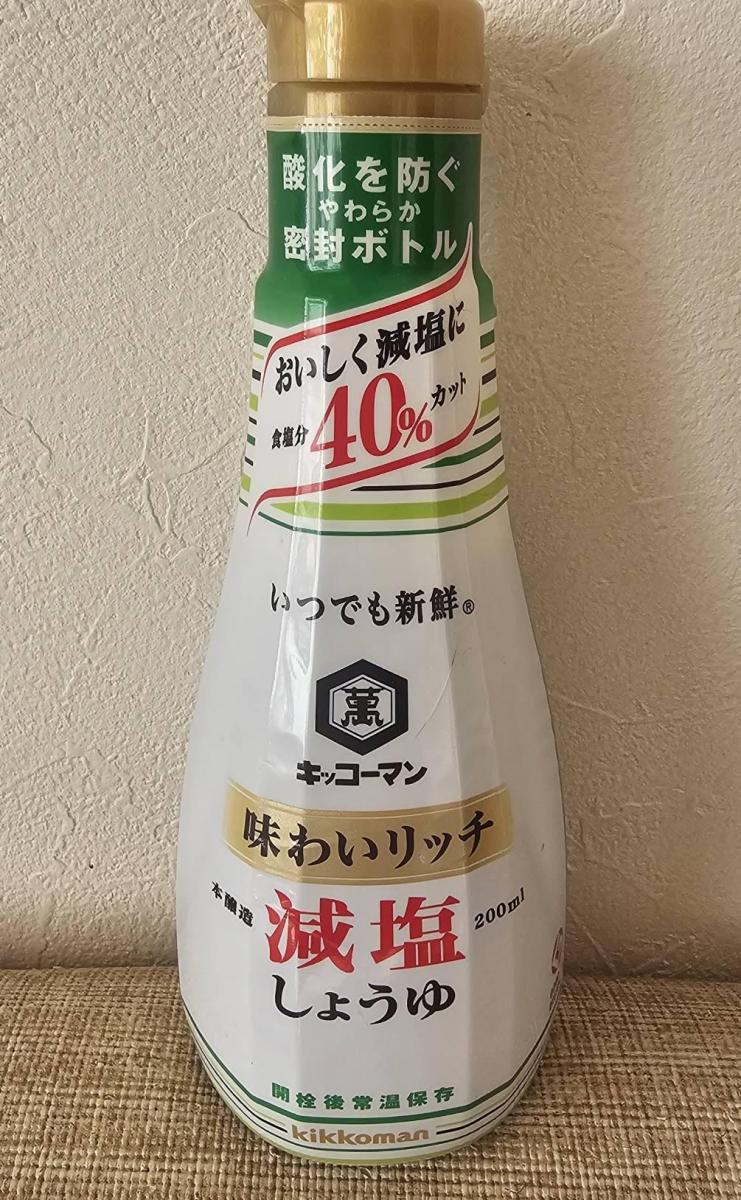 酸化を防ぐ
やわらか
密封ボトル
おいしく減塩に
食塩分40%カット
いつでも新鮮®
萬
キッコーマン
味わいリッチ
本醸造
減塩
200ml
しょうゆ
開栓後常温保存
kikkoman